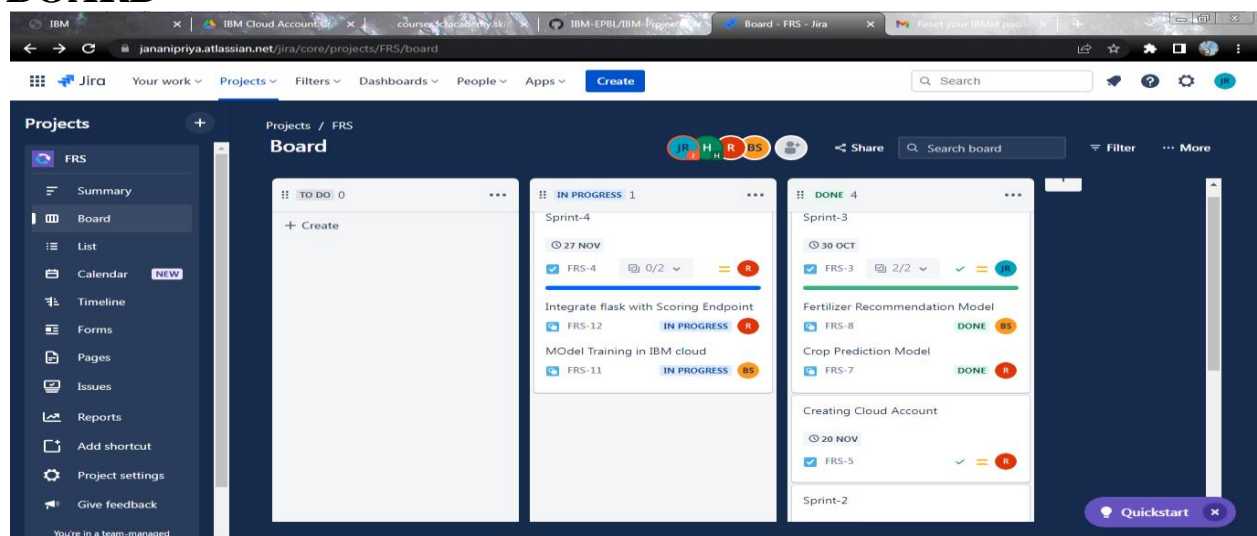 BOARD
IBM
IBM Cloud Account
IBM-EPBL/IBM-Project
Board - FRS - Jira
jananipriya.atlassian.net/jira/core/projects/FRS/board
Jira Your work Projects Filters Dashboards People Apps Create Search JR
Projects
Projects / FRS
Board
JR J H H R BS Share Search board Filter More
FRS
Summary
Board
List
Calendar NEW
Timeline
Forms
Pages
Issues
Reports
Add shortcut
Project settings
Give feedback
You're in a team-managed
TO DO 0
+ Create
IN PROGRESS 1
Sprint-4
27 NOV
FRS-4 0/2 R
Integrate flask with Scoring Endpoint
FRS-12 IN PROGRESS R
MOdel Training in IBM cloud
FRS-11 IN PROGRESS BS
DONE 4
Sprint-3
30 OCT
FRS-3 2/2 JR
Fertilizer Recommendation Model
FRS-8 DONE BS
Crop Prediction Model
FRS-7 DONE R
Creating Cloud Account
20 NOV
FRS-5 R
Sprint-2
Quickstart